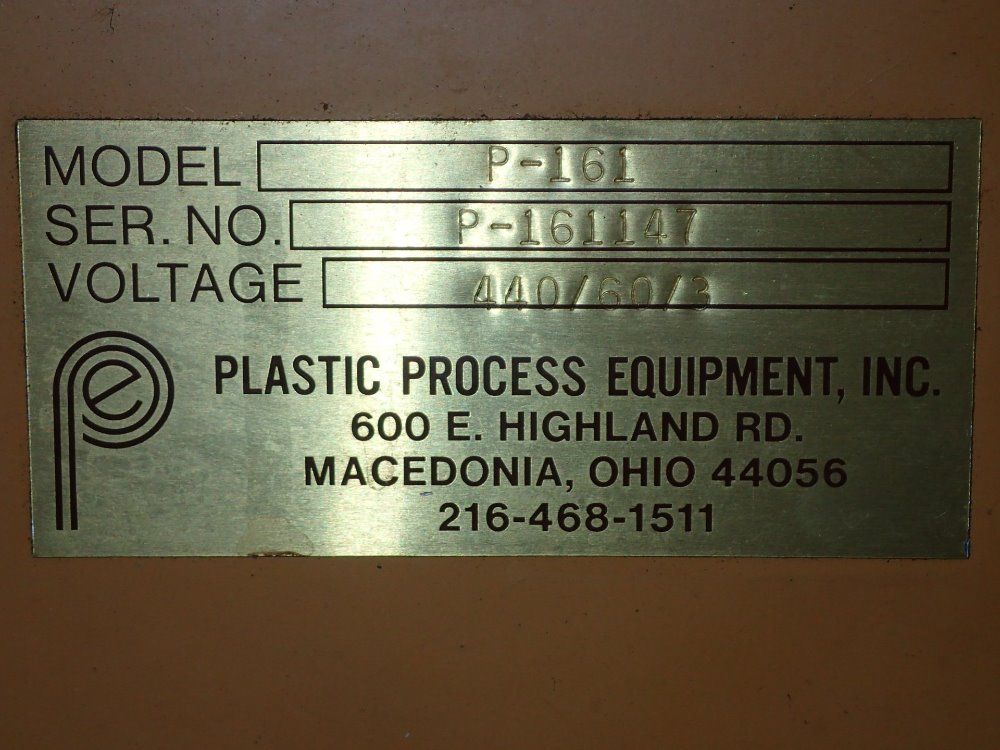 MODEL P-161
SER. NO. P-161147
VOLTAGE 440/60/3
pe
PLASTIC PROCESS EQUIPMENT, INC.
600 E. HIGHLAND RD.
MACEDONIA, OHIO 44056
216-468-1511